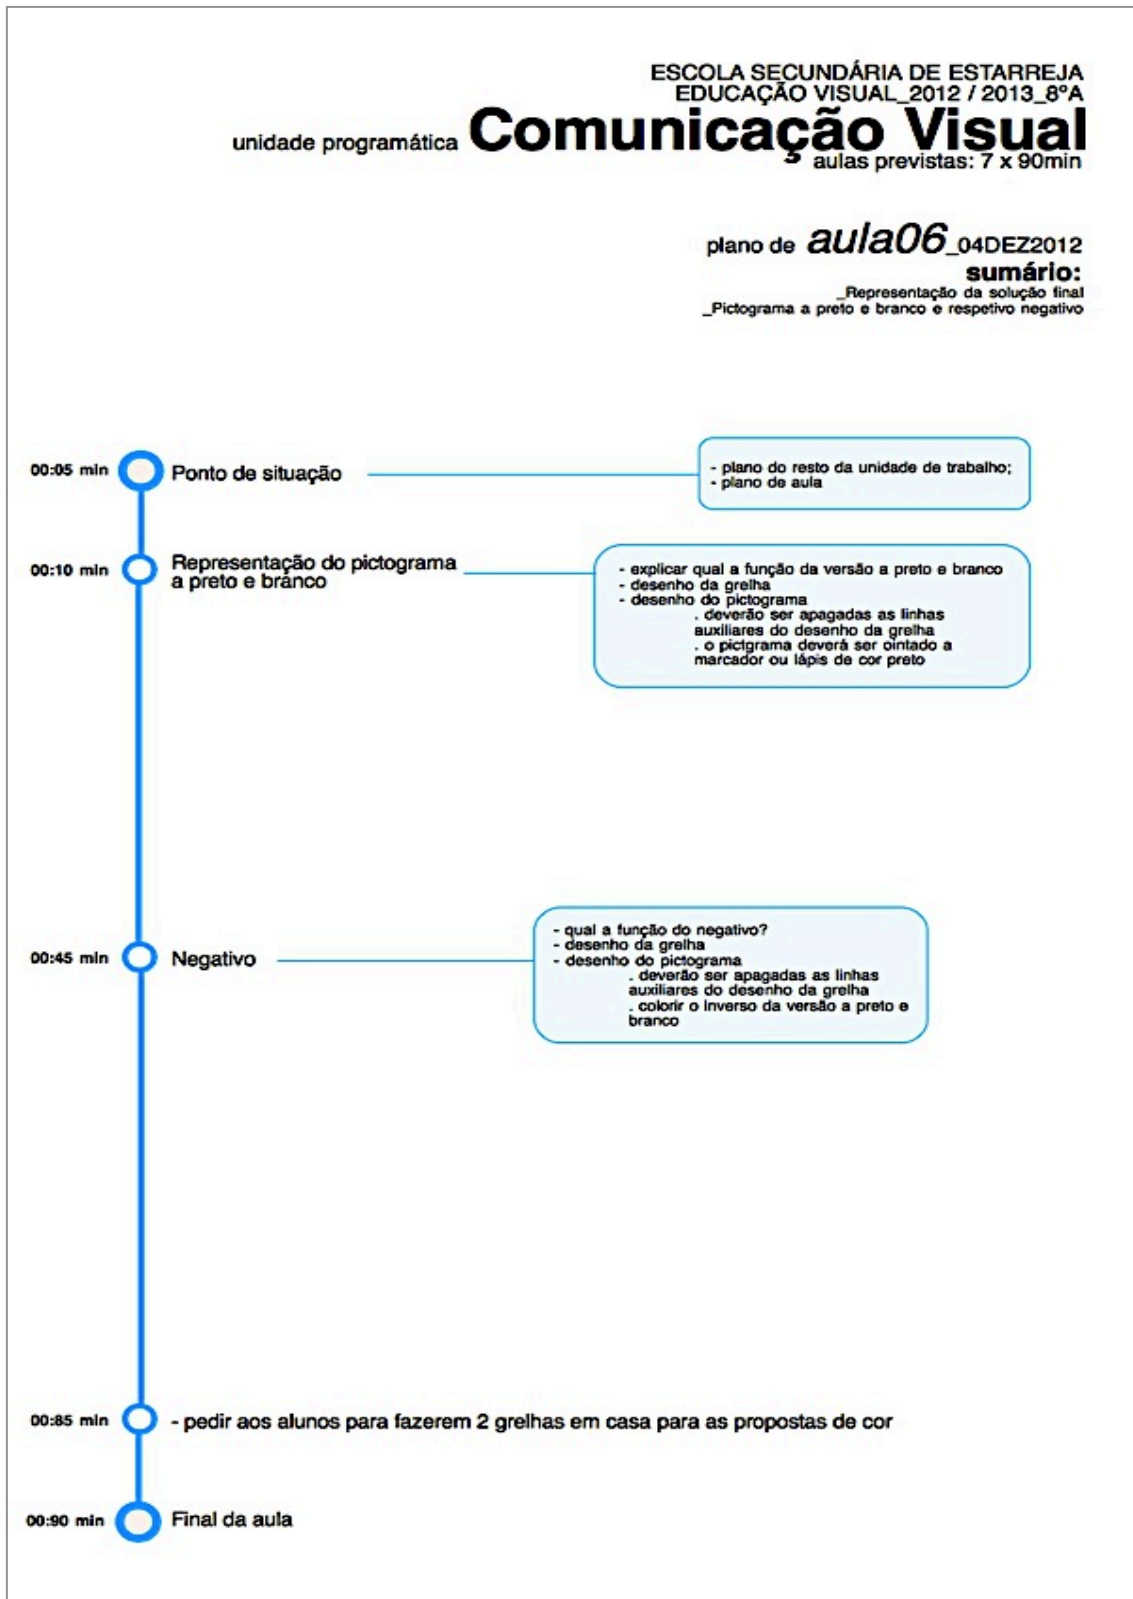 ESCOLA SECUNDÁRIA DE ESTARREJA
EDUCAÇÃO VISUAL_2012 / 2013_8ºA
unidade programática Comunicação Visual
aulas previstas: 7 x 90min
plano de aula06_04DEZ2012
sumário:
_Representação da solução final
_Pictograma a preto e branco e respetivo negativo
00:05 min Ponto de situação
- plano do resto da unidade de trabalho;
- plano de aula
00:10 min Representação do pictograma
a preto e branco
- explicar qual a função da versão a preto e branco
- desenho da grelha
- desenho do pictograma
. deverão ser apagadas as linhas
auxiliares do desenho da grelha
. o pictgrama deverá ser ointado a
marcador ou lápis de cor preto
00:45 min Negativo
- qual a função do negativo?
- desenho da grelha
- desenho do pictograma
. deverão ser apagadas as linhas
auxiliares do desenho da grelha
. colorir o inverso da versão a preto e
branco
00:85 min - pedir aos alunos para fazerem 2 grelhas em casa para as propostas de cor
00:90 min Final da aula